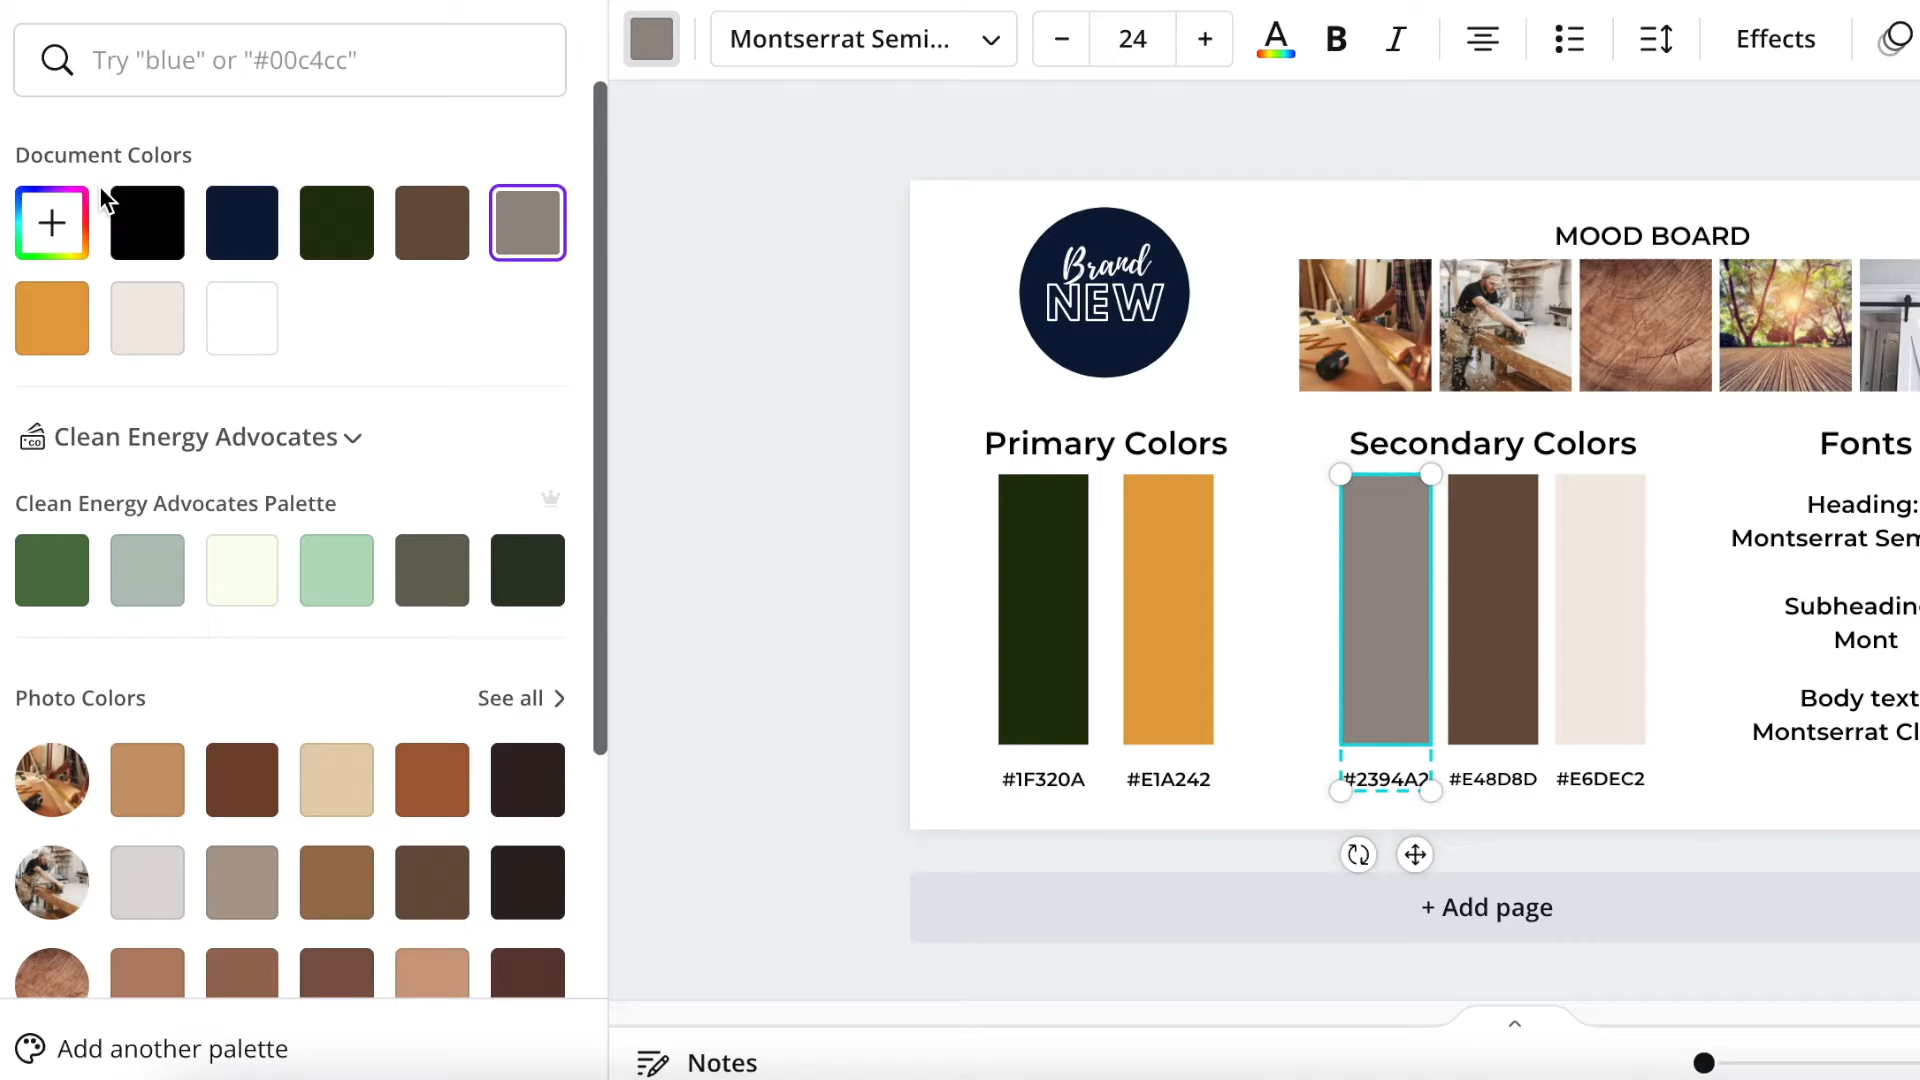 Try "blue" or "#00c4cc"
Montserrat Semi...
24
A
B
I
Effects
Document Colors
Clean Energy Advocates
Clean Energy Advocates Palette
Photo Colors
See all
Add another palette
Brand
NEW
MOOD BOARD
Primary Colors
Secondary Colors
Fonts
#1F320A
#E1A242
#2394A2
#E48D8D
#E6DEC2
Heading:
Montserrat Sem
Subheading
Mont
Body text
Montserrat Cl
+ Add page
Notes